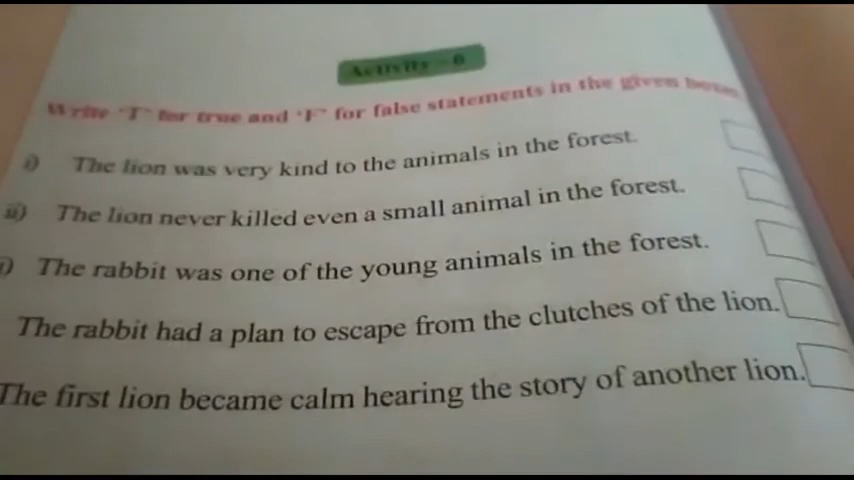 Activity - 6
Write 'T' for true and 'F' for false statements in the given boxes
i) The lion was very kind to the animals in the forest.
ii) The lion never killed even a small animal in the forest.
i) The rabbit was one of the young animals in the forest.
The rabbit had a plan to escape from the clutches of the lion.
The first lion became calm hearing the story of another lion.